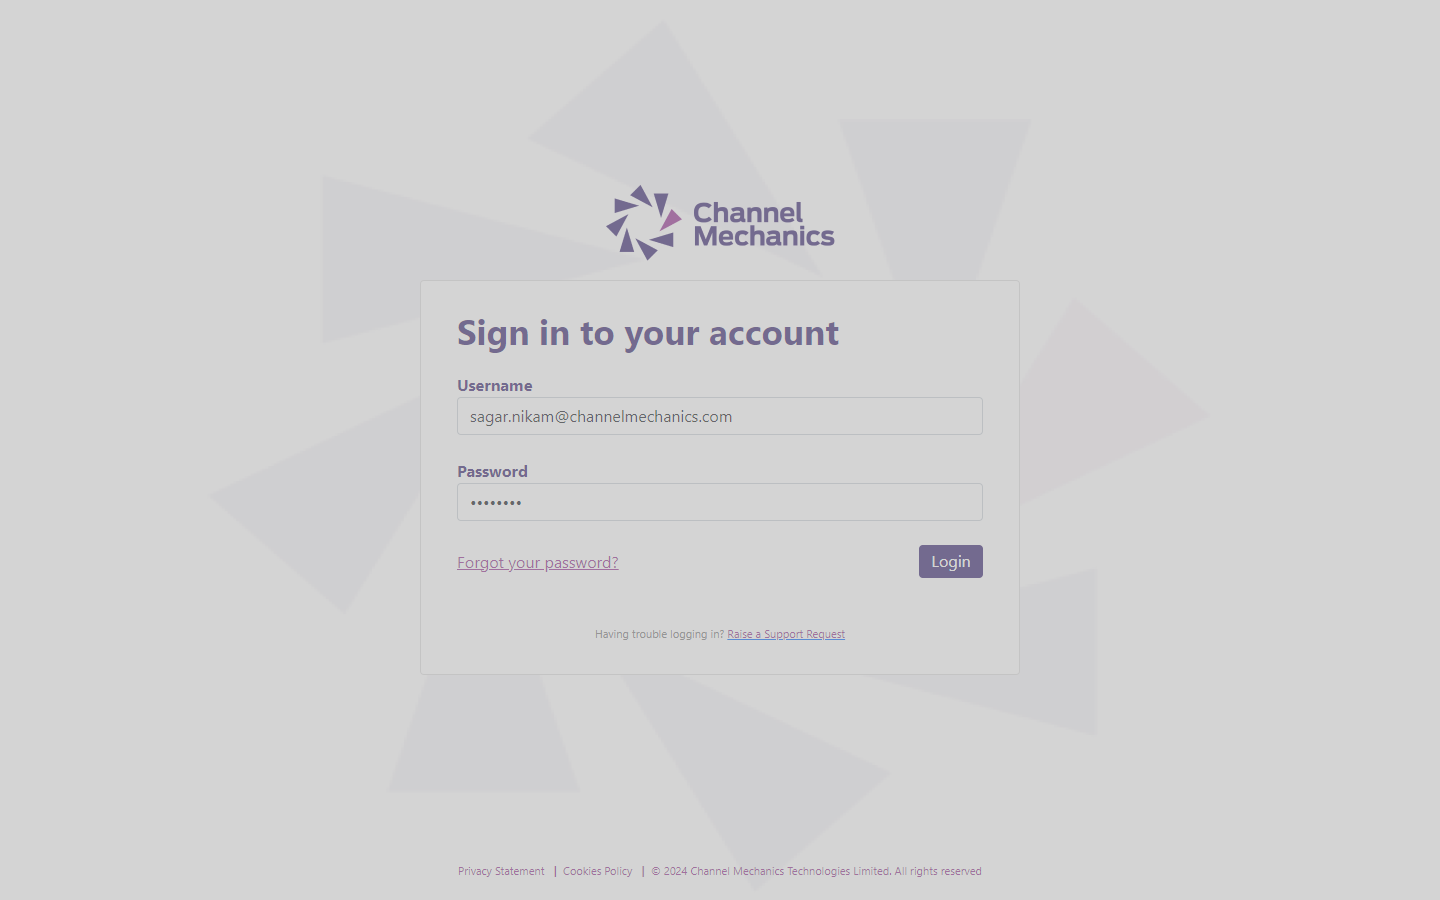 Channel
Mechanics
Sign in to your account
Username
sagar.nikam@channelmechanics.com
Password
••••••••
Forgot your password?
Login
Having trouble logging in? Raise a Support Request
Privacy Statement | Cookies Policy | © 2024 Channel Mechanics Technologies Limited. All rights reserved